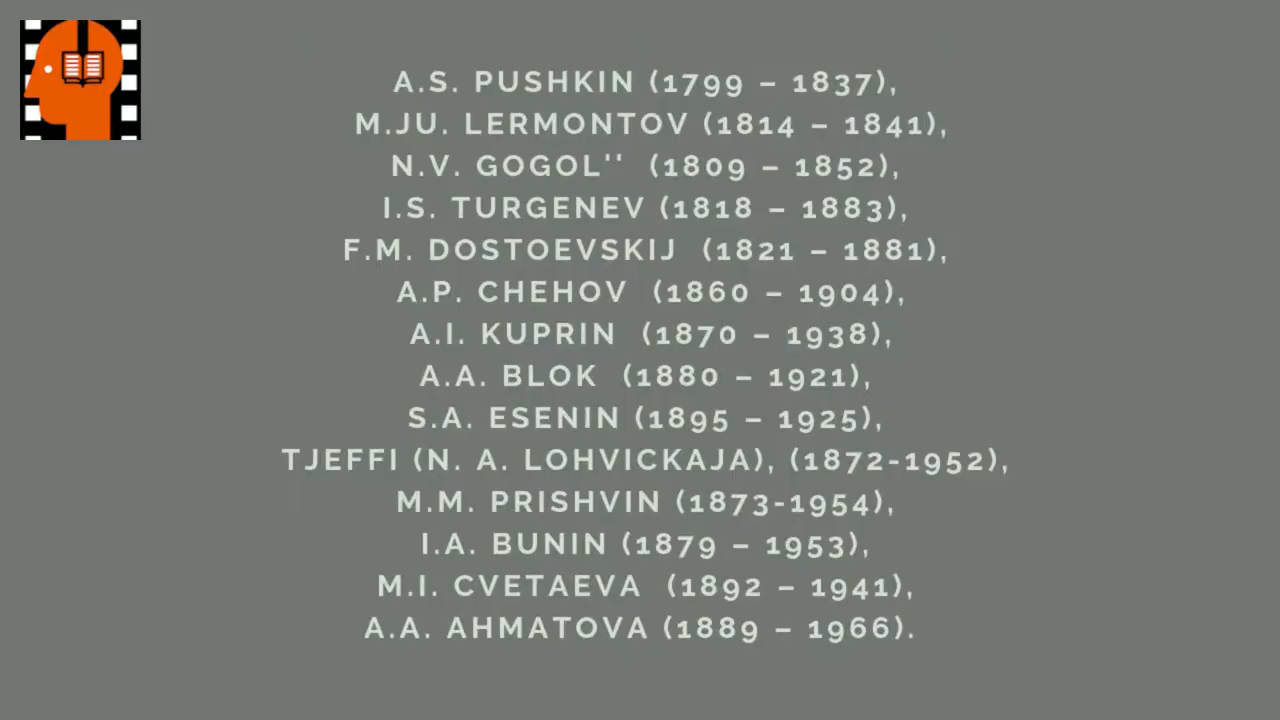 A.S. PUSHKIN (1799 – 1837),
M.JU. LERMONTOV (1814 – 1841),
N.V. GOGOL'' (1809 – 1852),
I.S. TURGENEV (1818 – 1883),
F.M. DOSTOEVSKIJ (1821 – 1881),
A.P. CHEHOV (1860 – 1904),
A.I. KUPRIN (1870 – 1938),
A.A. BLOK (1880 – 1921),
S.A. ESENIN (1895 – 1925),
TJEFFI (N. A. LOHVICKAJA), (1872-1952),
M.M. PRISHVIN (1873-1954),
I.A. BUNIN (1879 – 1953),
M.I. CVETAEVA (1892 – 1941),
A.A. AHMATOVA (1889 – 1966).